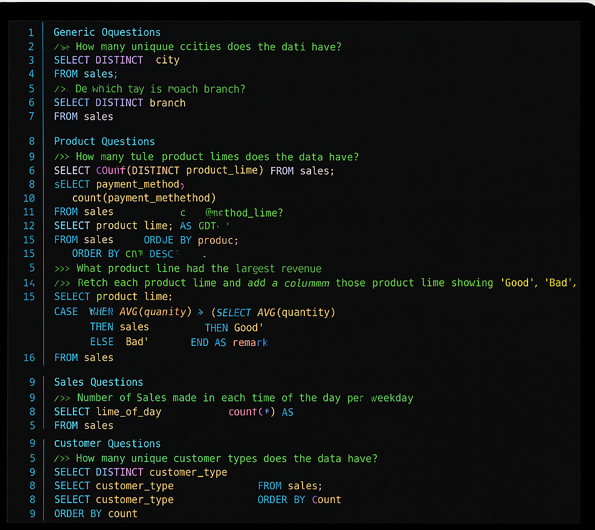 1 Generic Oquestions
2 />> How many uniquue ccities does the dati have?
3 SELECT DISTINCT city
4 FROM sales;
5 /> De which tay is moach branch?
6 SELECT DISTINCT branch
7 FROM sales
8 Product Questions
9 />> How many tule product limes does the data have?
6 SELECT COUnf(DISTINCT product_lime) FROM sales;
8 sELECT payment_method;
10 count(payment_methethod)
11 FROM sales c @method_lime?
12 SELECT product lime; AS GDT
15 FROM sales ORDJE BY produc;
15 ORDER BY cn DESC
5 >>> What product line had the largest revenue
14 />> Retch each product lime and add a colummm those product lime showing 'Good', 'Bad',
15 SELECT product lime;
CASE WHEN AVG(quanity) > (SELECT AVG(quantity)
THEN sales THEN Good'
ELSE Bad' END AS remark
16 FROM sales
9 Sales Questions
9 />> Number of Sales made in each time of the day per weekday
8 SELECT lime_of_day count(*) AS
5 FROM sales
9 Customer Questions
5 />> How many unique customer types does the data have?
9 SELECT DISTINCT customer_type
8 SELECT customer_type FROM sales;
8 SELECT customer_type ORDER BY Count
9 ORDER BY count